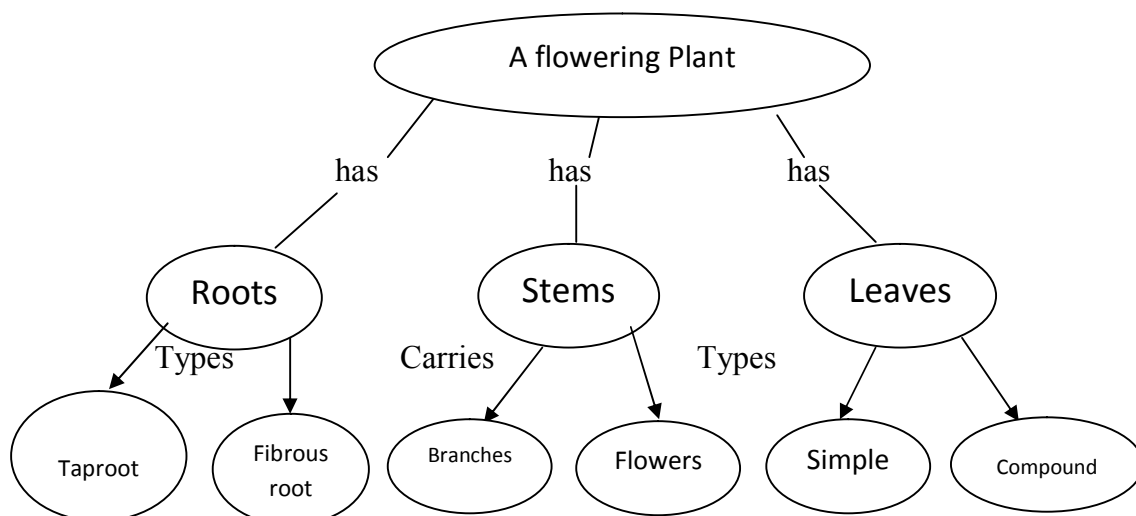 A flowering Plant
has
has
has
Roots
Stems
Leaves
Types
Carries
Types
Taproot
Fibrous
root
Branches
Flowers
Simple
Compound